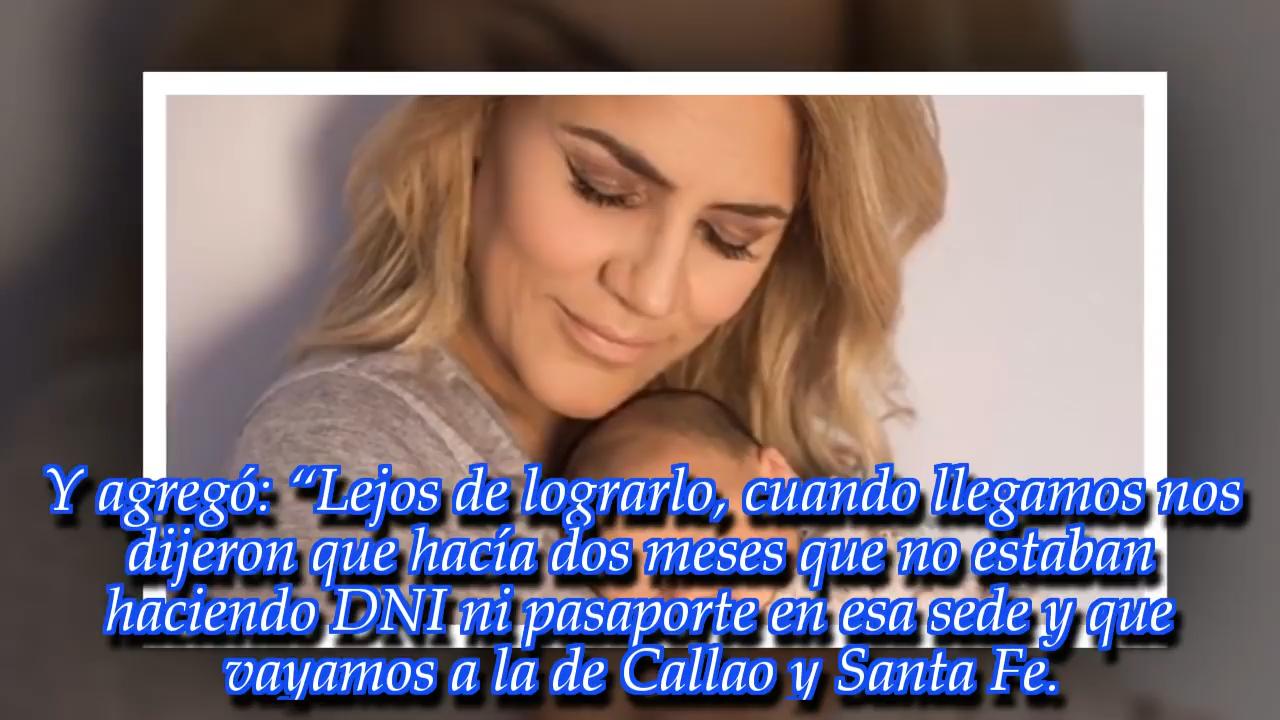 Y agregó: “Lejos de lograrlo, cuando llegamos nos
dijeron que hacía dos meses que no estaban
haciendo DNI ni pasaporte en esa sede y que
vayamos a la de Callao y Santa Fe.